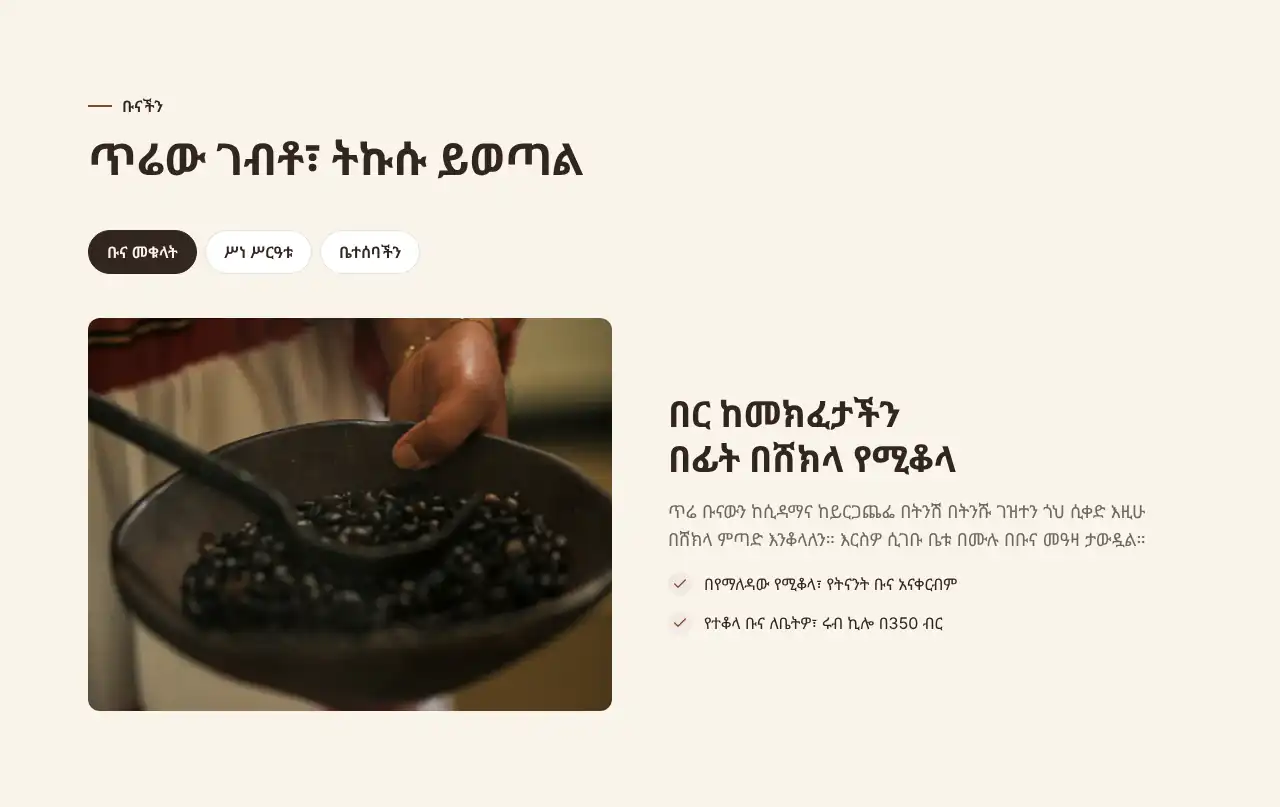 ቡናችን
ጥሬው ገብቶ፣ ትኩሱ ይወጣል
ቡና መቁላት
ሥነ ሥርዓቱ
ቤተሰባችን
በር ከመክፈታችን
በፊት በሸክላ የሚቆላ
ጥሬ ቡናውን ከሲዳማና ከይርጋጨፌ በትንሽ በትንሹ ገዝተን ጎህ ሲቀድ እዚሁ
በሸክላ ምጣድ እንቆላለን። እርስዎ ሲገቡ ቤቱ በሙሉ በቡና መዓዛ ታውዷል።
በየማለዳው የሚቆላ፣ የትናንት ቡና አናቀርብም
የተቆላ ቡና ለቤትዎ፣ ሩብ ኪሎ በ350 ብር